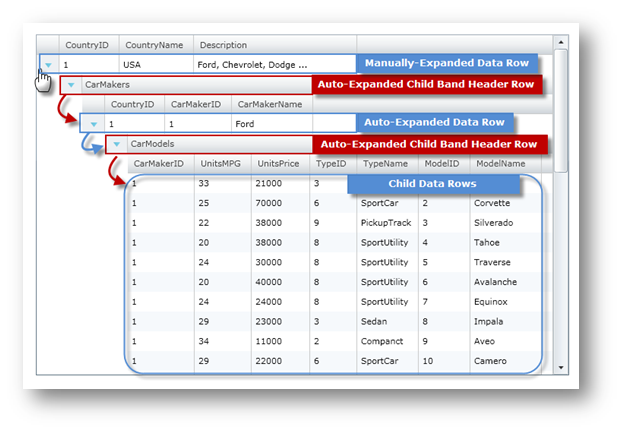 CountryID CountryName Description
1 USA Ford, Chevrolet, Dodge ... Manually-Expanded Data Row
CarMakers Auto-Expanded Child Band Header Row
CountryID CarMakerID CarMakerName
1 1 Ford Auto-Expanded Data Row
CarModels Auto-Expanded Child Band Header Row
CarMakerID UnitsMPG UnitsPrice TypeID TypeName ModelID ModelName
1 33 21000 3 Child Data Rows
1 25 70000 6 SportCar 2 Corvette
1 22 38000 9 PickupTrack 3 Silverado
1 20 38000 8 SportUtility 4 Tahoe
1 24 30000 8 SportUtility 5 Traverse
1 20 40000 8 SportUtility 6 Avalanche
1 24 24000 8 SportUtility 7 Equinox
1 29 23000 3 Sedan 8 Impala
1 34 11000 2 Companct 9 Aveo
1 29 22000 6 SportCar 10 Camero